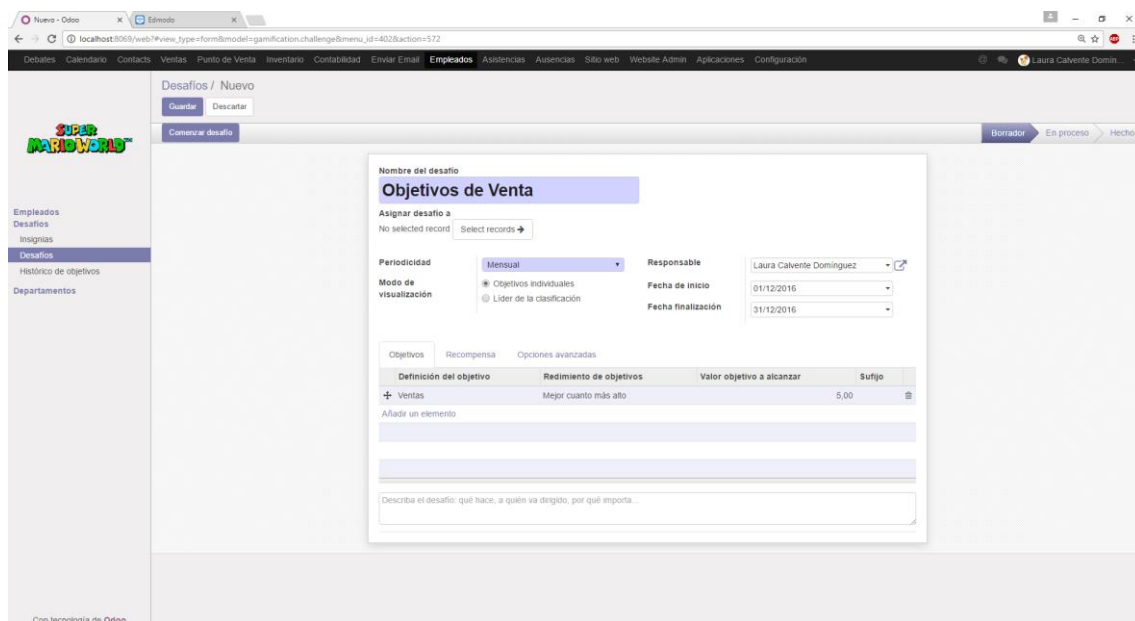 Nuevo - Odoo
Edmodo
localhost:8069/web?#view_type=form&model=gamification.challenge&menu_id=402&action=572
Debates Calendario Contacts Ventas Punto de Venta Inventario Contabilidad Enviar Email Empleados Asistencias Ausencias Sitio web Website Admin Aplicaciones Configuración Laura Calvente Domín...
Desafíos / Nuevo
Guardar Descartar
SUPER
MARIO WORLD™
Comenzar desafío
Borrador En proceso Hecho
Nombre del desafío
Objetivos de Venta
Asignar desafío a
No selected record Select records
Empleados
Desafíos
Insignias
Desafíos
Histórico de objetivos
Departamentos
Periodicidad Mensual
Modo de visualización
Objetivos individuales
Líder de la clasificación
Responsable Laura Calvente Domínguez
Fecha de inicio 01/12/2016
Fecha finalización 31/12/2016
Objetivos Recompensa Opciones avanzadas
Definición del objetivo Redimiento de objetivos Valor objetivo a alcanzar Sufijo
Ventas Mejor cuanto más alto 5,00
Añadir un elemento
Describa el desafío: qué hace, a quién va dirigido, por qué importa...
Con tecnología de Odoo